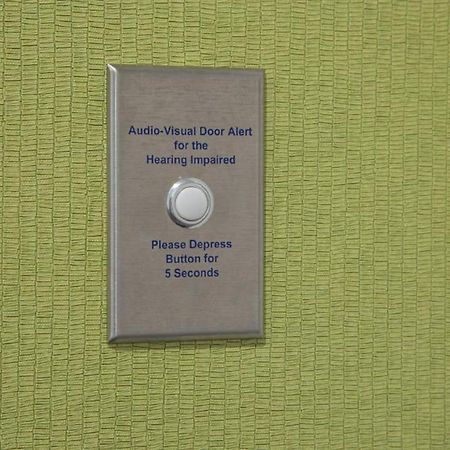 Audio-Visual Door Alert
for the
Hearing Impaired
Please Depress
Button for
5 Seconds